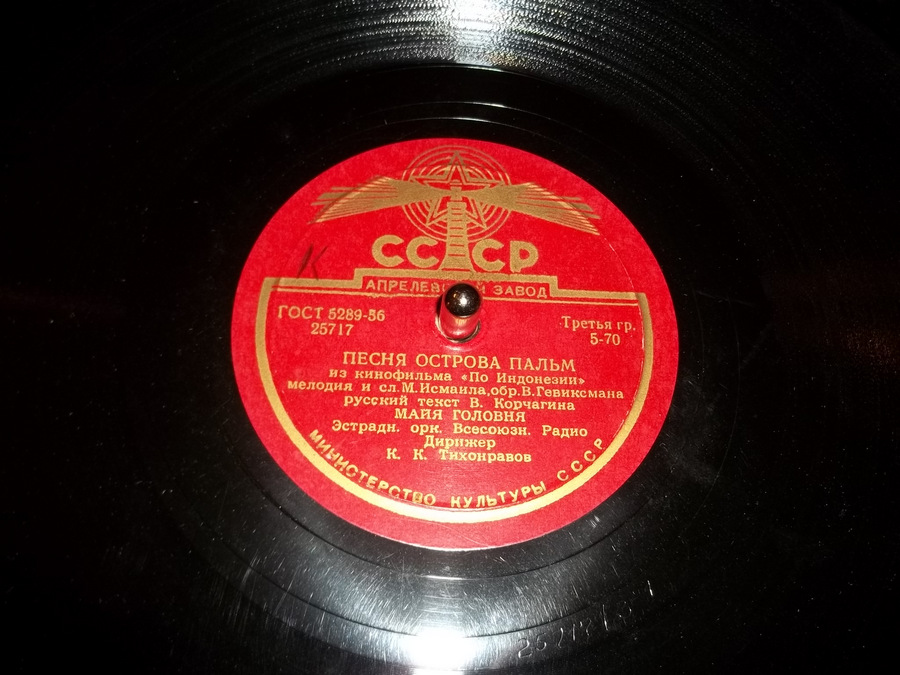 К
СССР
АПРЕЛЕВСКИЙ ЗАВОД
ГОСТ 5289-56
25717
Третья гр.
5-70
ПЕСНЯ ОСТРОВА ПАЛЬМ
из кинофильма «По Индонезии»
мелодия и сл. М. Исмаила, обр. В. Гевиксмана
русский текст В. Корчагина
МАЙЯ ГОЛОВНЯ
Эстрадн. орк. Всесоюзн. Радио
Дирижер
К. К. Тихонравов
МИНИСТЕРСТВО КУЛЬТУРЫ СССР